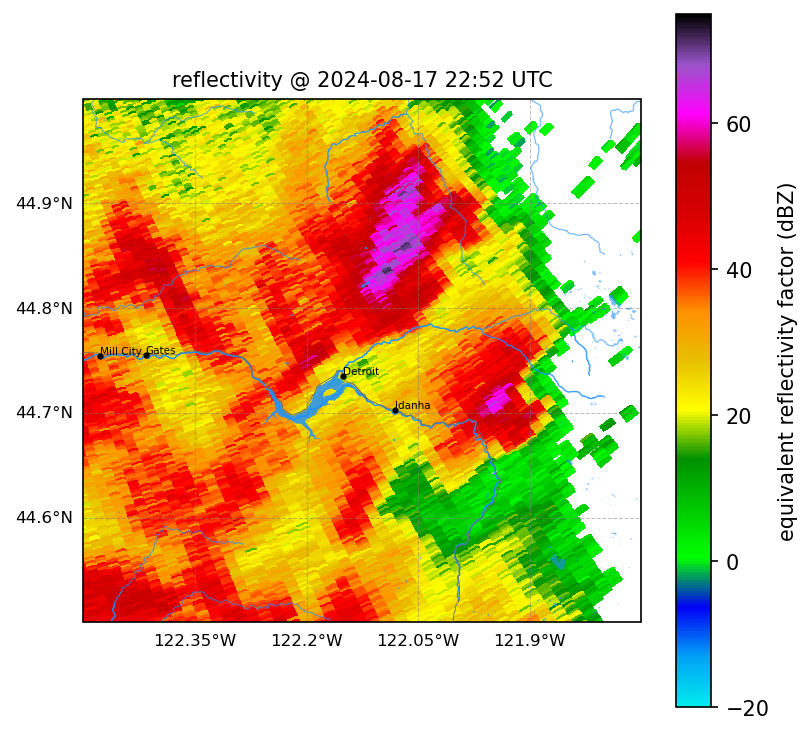 reflectivity @ 2024-08-17 22:52 UTC
44.9°N
44.8°N
44.7°N
44.6°N
122.35°W
122.2°W
122.05°W
121.9°W
Mill City
Gates
Detroit
Idanha
60
40
20
0
−20
equivalent reflectivity factor (dBZ)